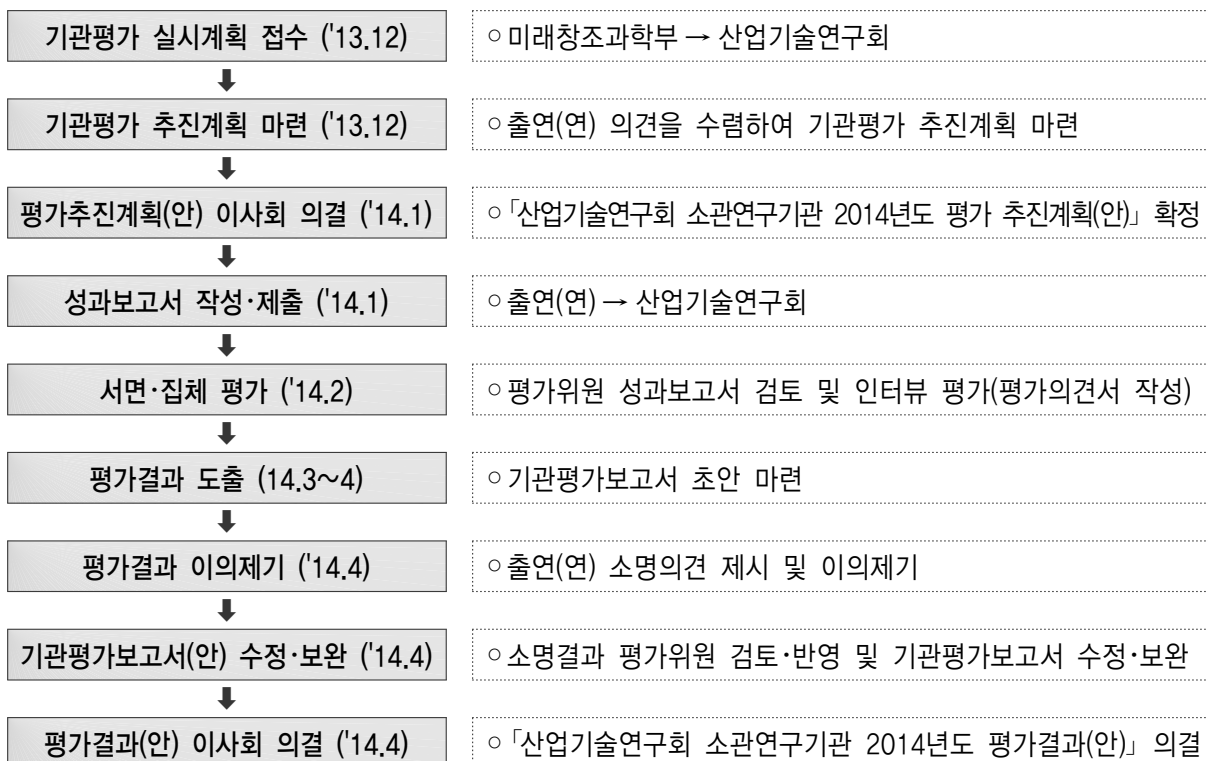 기관평가 실시계획 접수 ('13.12)
○ 미래창조과학부 → 산업기술연구회
기관평가 추진계획 마련 ('13.12)
○ 출연(연) 의견을 수렴하여 기관평가 추진계획 마련
평가추진계획(안) 이사회 의결 ('14.1)
○ 「산업기술연구회 소관연구기관 2014년도 평가 추진계획(안)」 확정
성과보고서 작성·제출 ('14.1)
○ 출연(연) → 산업기술연구회
서면·집체 평가 ('14.2)
○ 평가위원 성과보고서 검토 및 인터뷰 평가(평가의견서 작성)
평가결과 도출 (14.3~4)
○ 기관평가보고서 초안 마련
평가결과 이의제기 ('14.4)
○ 출연(연) 소명의견 제시 및 이의제기
기관평가보고서(안) 수정·보완 ('14.4)
○ 소명결과 평가위원 검토·반영 및 기관평가보고서 수정·보완
평가결과(안) 이사회 의결 ('14.4)
○ 「산업기술연구회 소관연구기관 2014년도 평가결과(안)」 의결